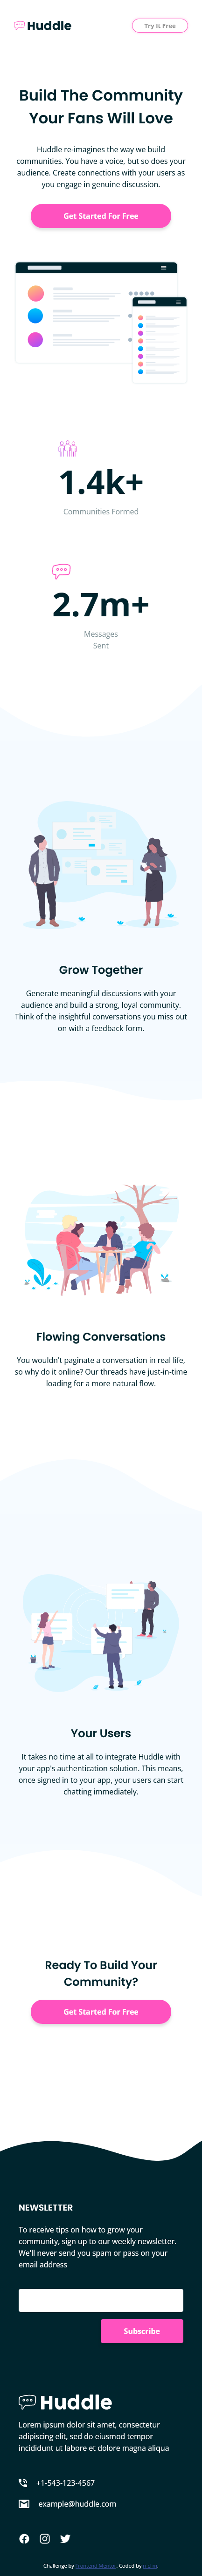 Huddle
Try It Free
Build The Community
Your Fans Will Love
Huddle re-imagines the way we build
communities. You have a voice, but so does your
audience. Create connections with your users as
you engage in genuine discussion.
Get Started For Free
1.4k+
Communities Formed
2.7m+
Messages
Sent
Grow Together
Generate meaningful discussions with your
audience and build a strong, loyal community.
Think of the insightful conversations you miss out
on with a feedback form.
Flowing Conversations
You wouldn't paginate a conversation in real life,
so why do it online? Our threads have just-in-time
loading for a more natural flow.
Your Users
It takes no time at all to integrate Huddle with
your app's authentication solution. This means,
once signed in to your app, your users can start
chatting immediately.
Ready To Build Your
Community?
Get Started For Free
NEWSLETTER
To receive tips on how to grow your
community, sign up to our weekly newsletter.
We'll never send you spam or pass on your
email address
Subscribe
Huddle
Lorem ipsum dolor sit amet, consectetur
adipiscing elit, sed do eiusmod tempor
incididunt ut labore et dolore magna aliqua
+1-543-123-4567
example@huddle.com
Challenge by Frontend Mentor. Coded by